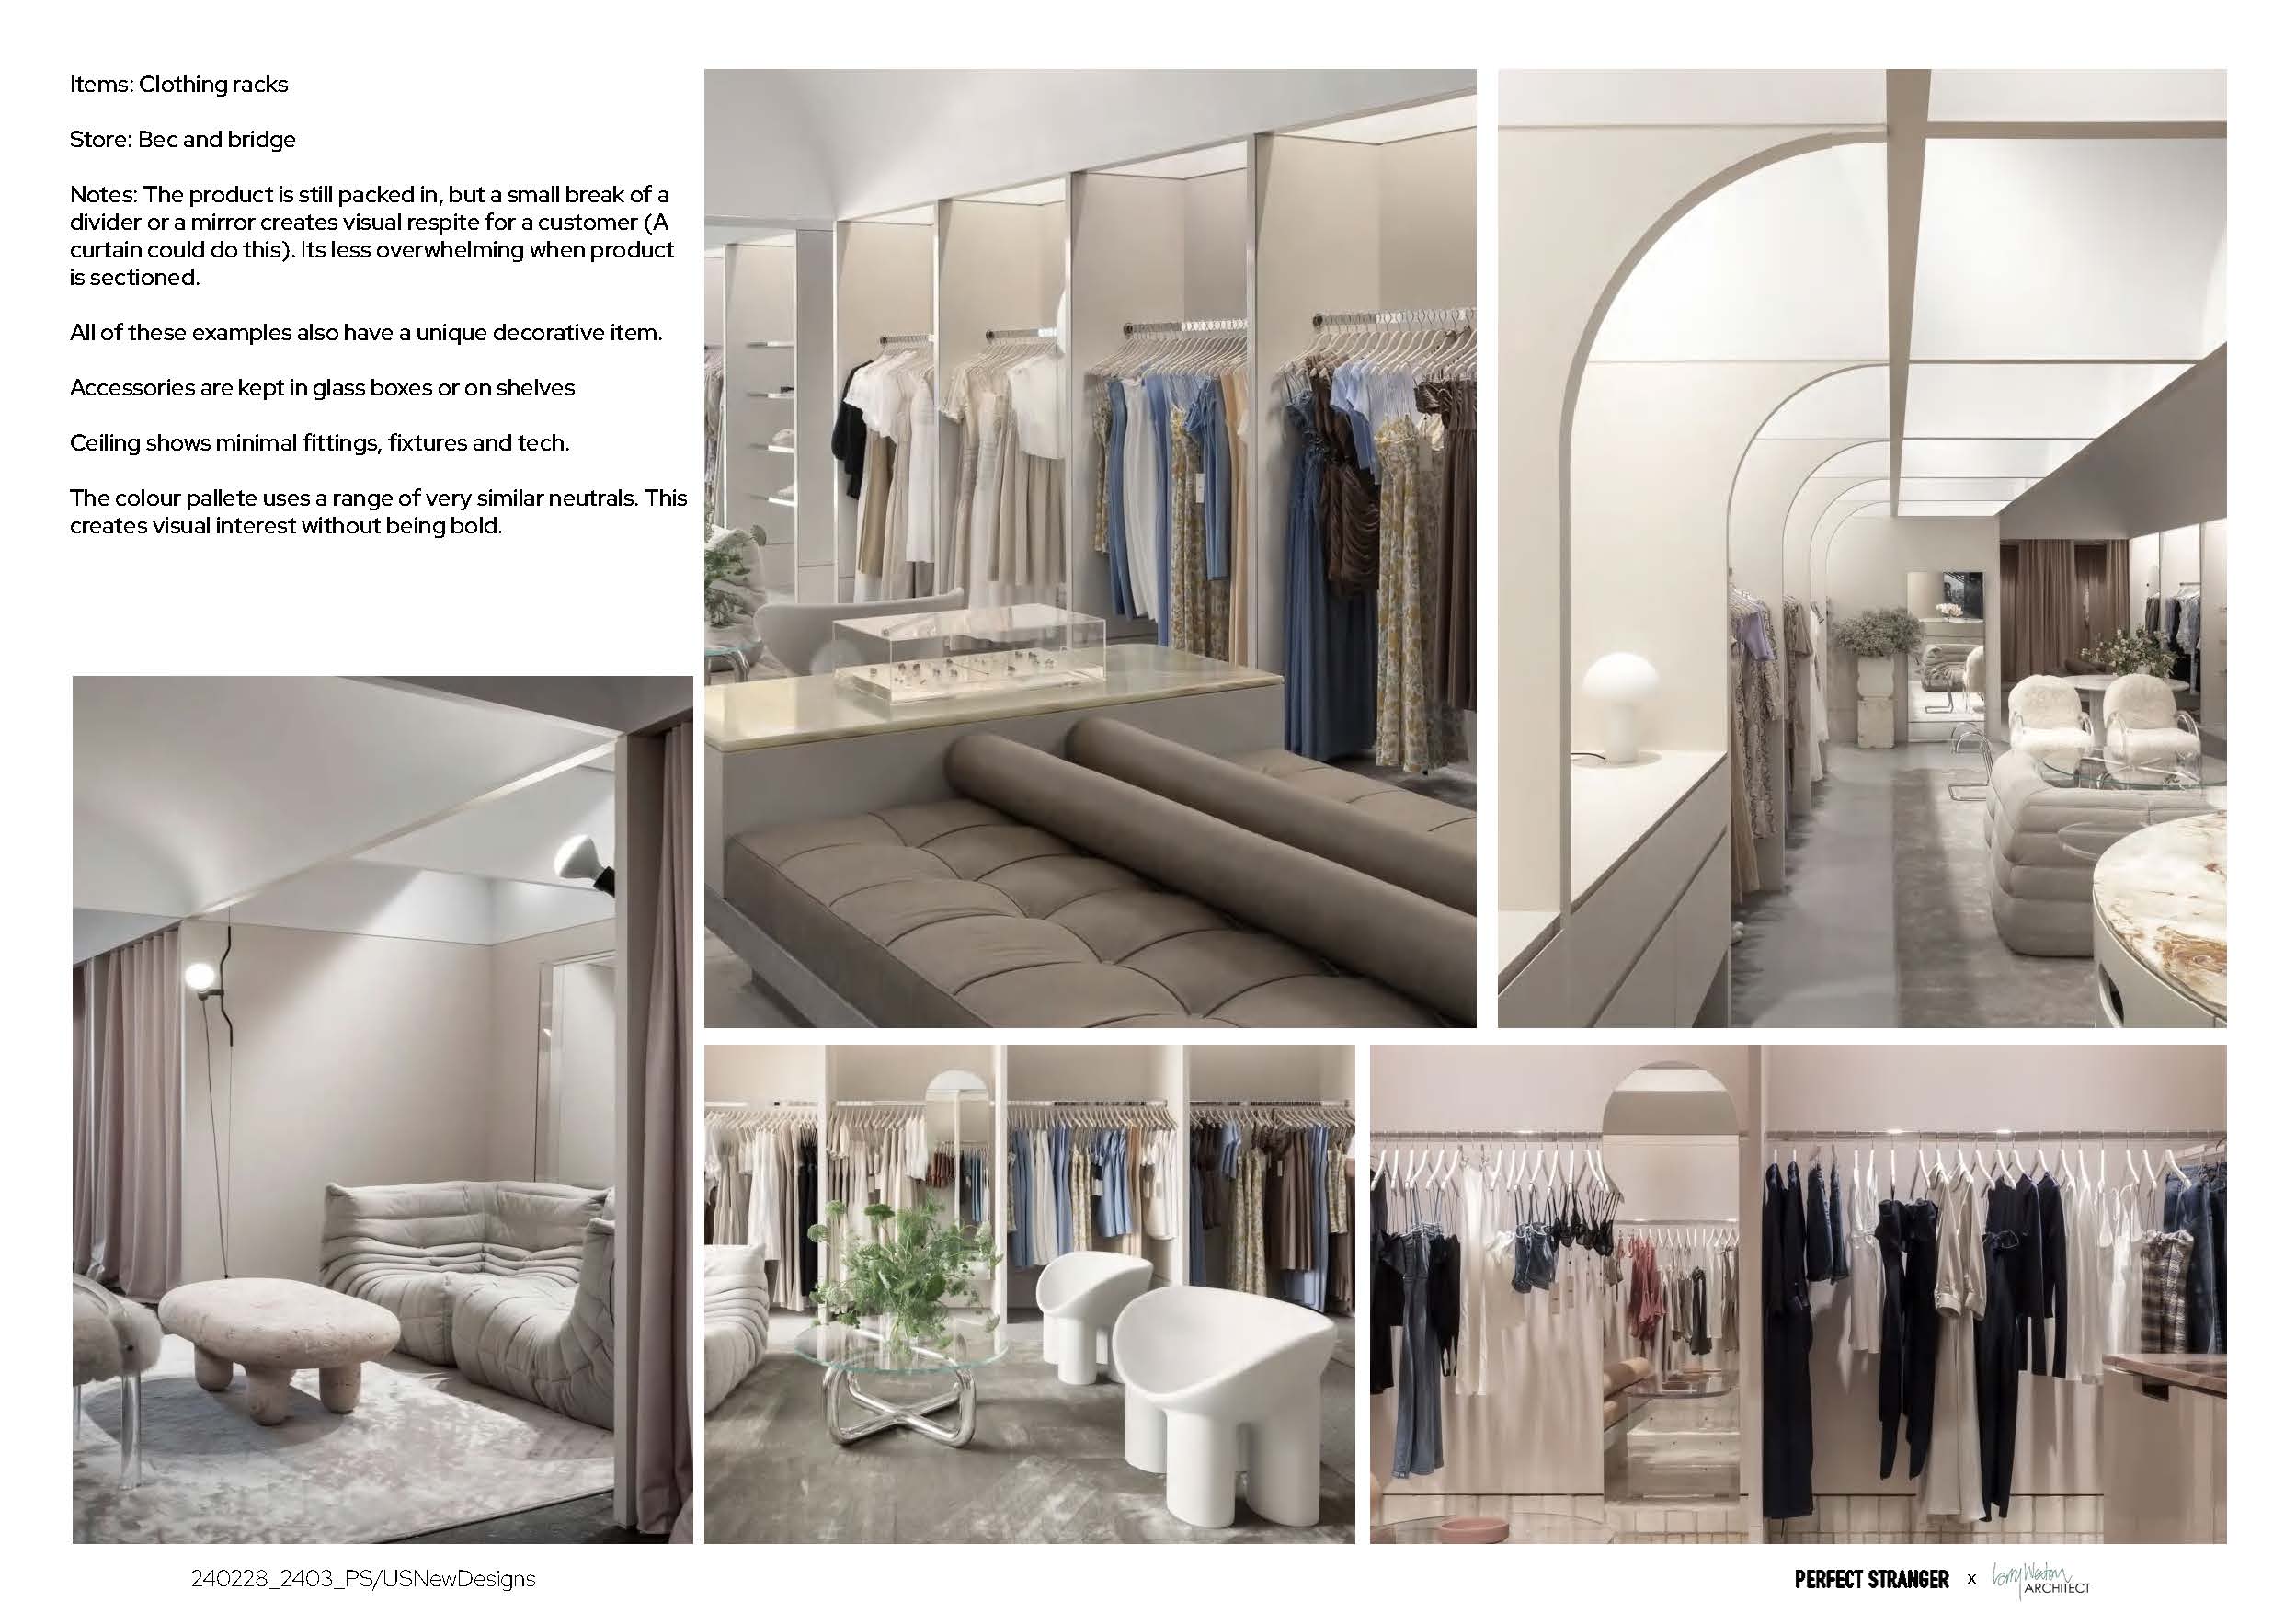 Items: Clothing racks
Store: Bec and bridge
Notes: The product is still packed in, but a small break of a
divider or a mirror creates visual respite for a customer (A
curtain could do this). Its less overwhelming when product
is sectioned.
All of these examples also have a unique decorative item.
Accessories are kept in glass boxes or on shelves
Ceiling shows minimal fittings, fixtures and tech.
The colour pallete uses a range of very similar neutrals. This
creates visual interest without being bold.
240228_2403_PS/USNewDesigns
PERFECT STRANGER x
ARCHITECT